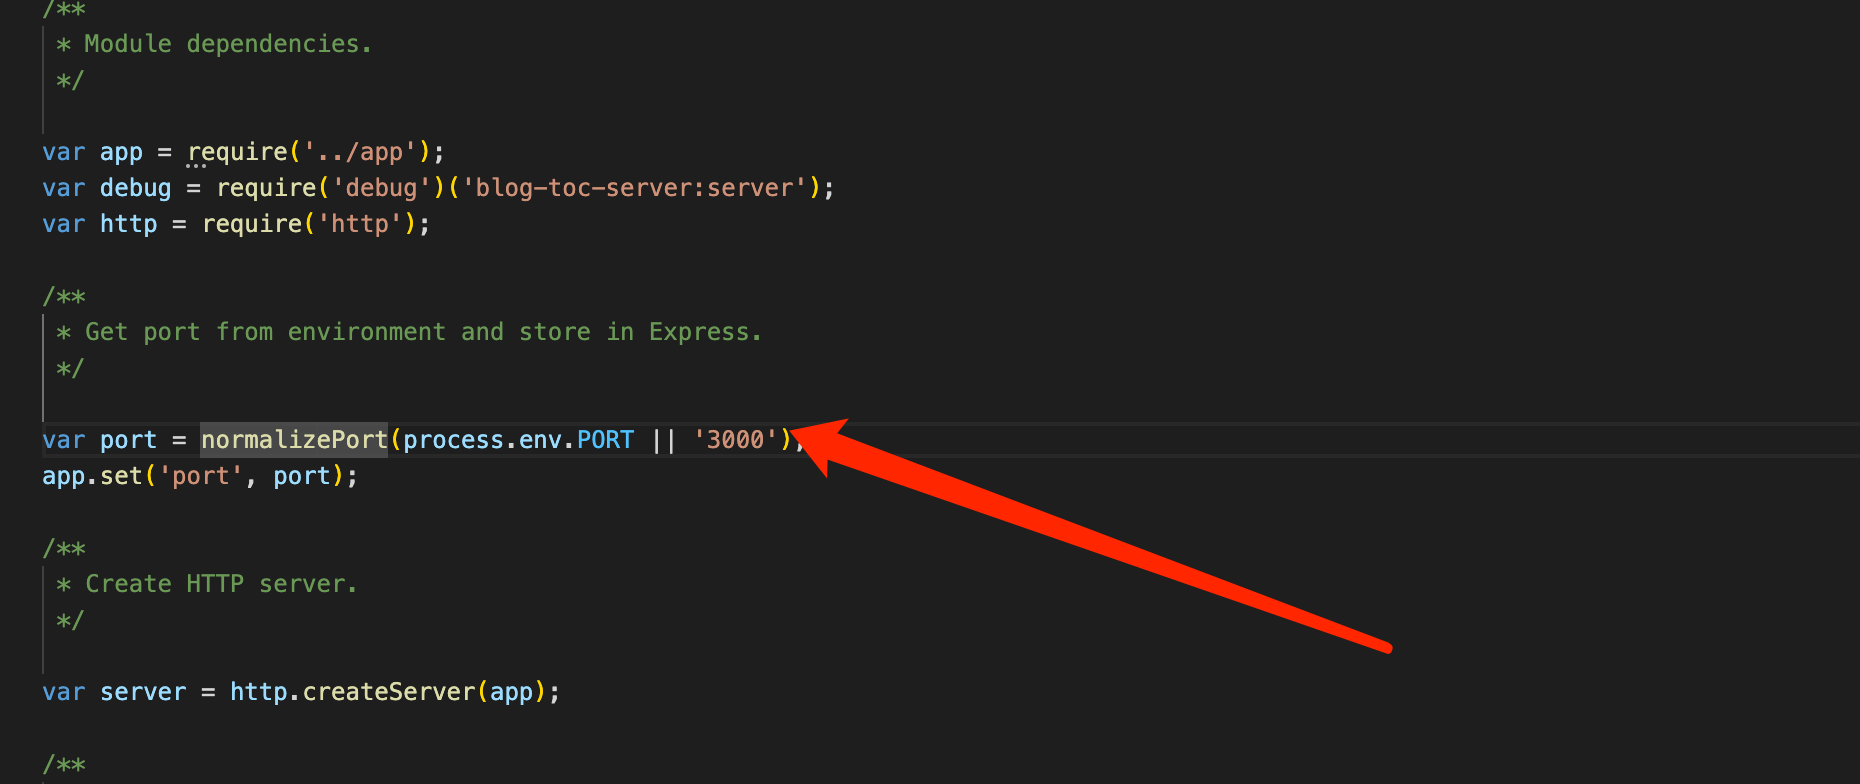 /**
* Module dependencies.
*/
var app = require('../app');
var debug = require('debug')('blog-toc-server:server');
var http = require('http');
/**
* Get port from environment and store in Express.
*/
var port = normalizePort(process.env.PORT || '3000');
app.set('port', port);
/**
* Create HTTP server.
*/
var server = http.createServer(app);
/**